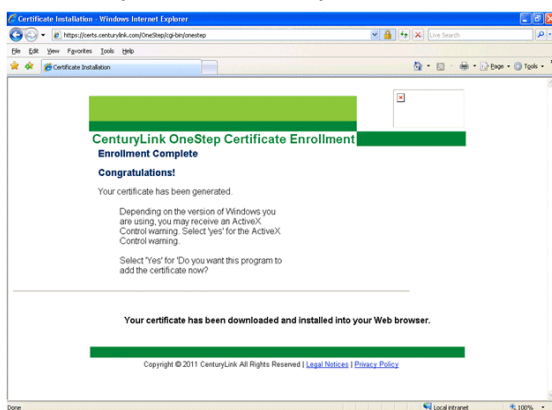 Certificate Installation - Windows Internet Explorer
https://certs.centurylink.com/OneStep/cgi-bin/onestep
Live Search
File Edit View Favorites Tools Help
Certificate Installation
Page Tools
CenturyLink OneStep Certificate Enrollment
Enrollment Complete
Congratulations!
Your certificate has been generated.
Depending on the version of Windows you
are using, you may receive an ActiveX
Control warning. Select 'yes' for the ActiveX
Control warning.
Select 'Yes' for 'Do you want this program to
add the certificate now?
Your certificate has been downloaded and installed into your Web browser.
Copyright © 2011 CenturyLink All Rights Reserved | Legal Notices | Privacy Policy
Done
Local intranet
100%